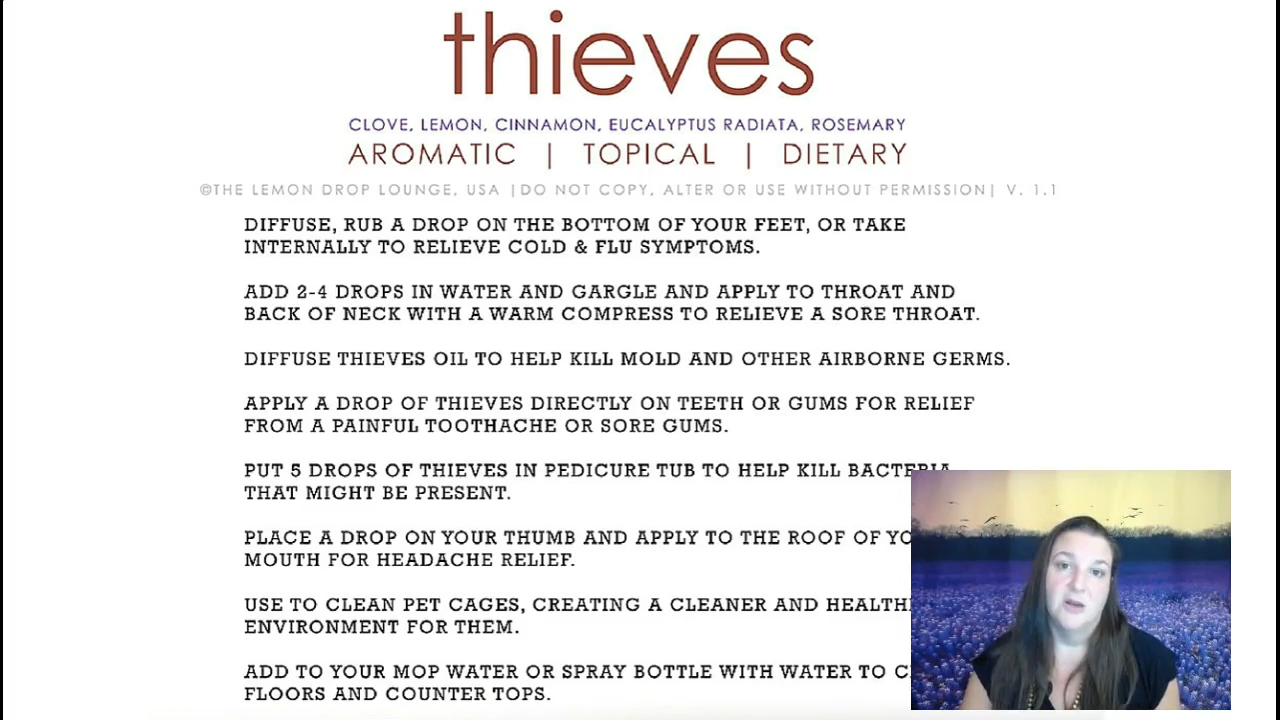 thieves
CLOVE, LEMON, CINNAMON, EUCALYPTUS RADIATA, ROSEMARY
AROMATIC | TOPICAL | DIETARY
©THE LEMON DROP LOUNGE, USA |DO NOT COPY, ALTER OR USE WITHOUT PERMISSION| V. 1.1
DIFFUSE, RUB A DROP ON THE BOTTOM OF YOUR FEET, OR TAKE
INTERNALLY TO RELIEVE COLD & FLU SYMPTOMS.
ADD 2-4 DROPS IN WATER AND GARGLE AND APPLY TO THROAT AND
BACK OF NECK WITH A WARM COMPRESS TO RELIEVE A SORE THROAT.
DIFFUSE THIEVES OIL TO HELP KILL MOLD AND OTHER AIRBORNE GERMS.
APPLY A DROP OF THIEVES DIRECTLY ON TEETH OR GUMS FOR RELIEF
FROM A PAINFUL TOOTHACHE OR SORE GUMS.
PUT 5 DROPS OF THIEVES IN PEDICURE TUB TO HELP KILL BACTERIA
THAT MIGHT BE PRESENT.
PLACE A DROP ON YOUR THUMB AND APPLY TO THE ROOF OF
MOUTH FOR HEADACHE RELIEF.
USE TO CLEAN PET CAGES, CREATING A CLEANER AND
ENVIRONMENT FOR THEM.
ADD TO YOUR MOP WATER OR SPRAY BOTTLE WITH WATER TO
FLOORS AND COUNTER TOPS.